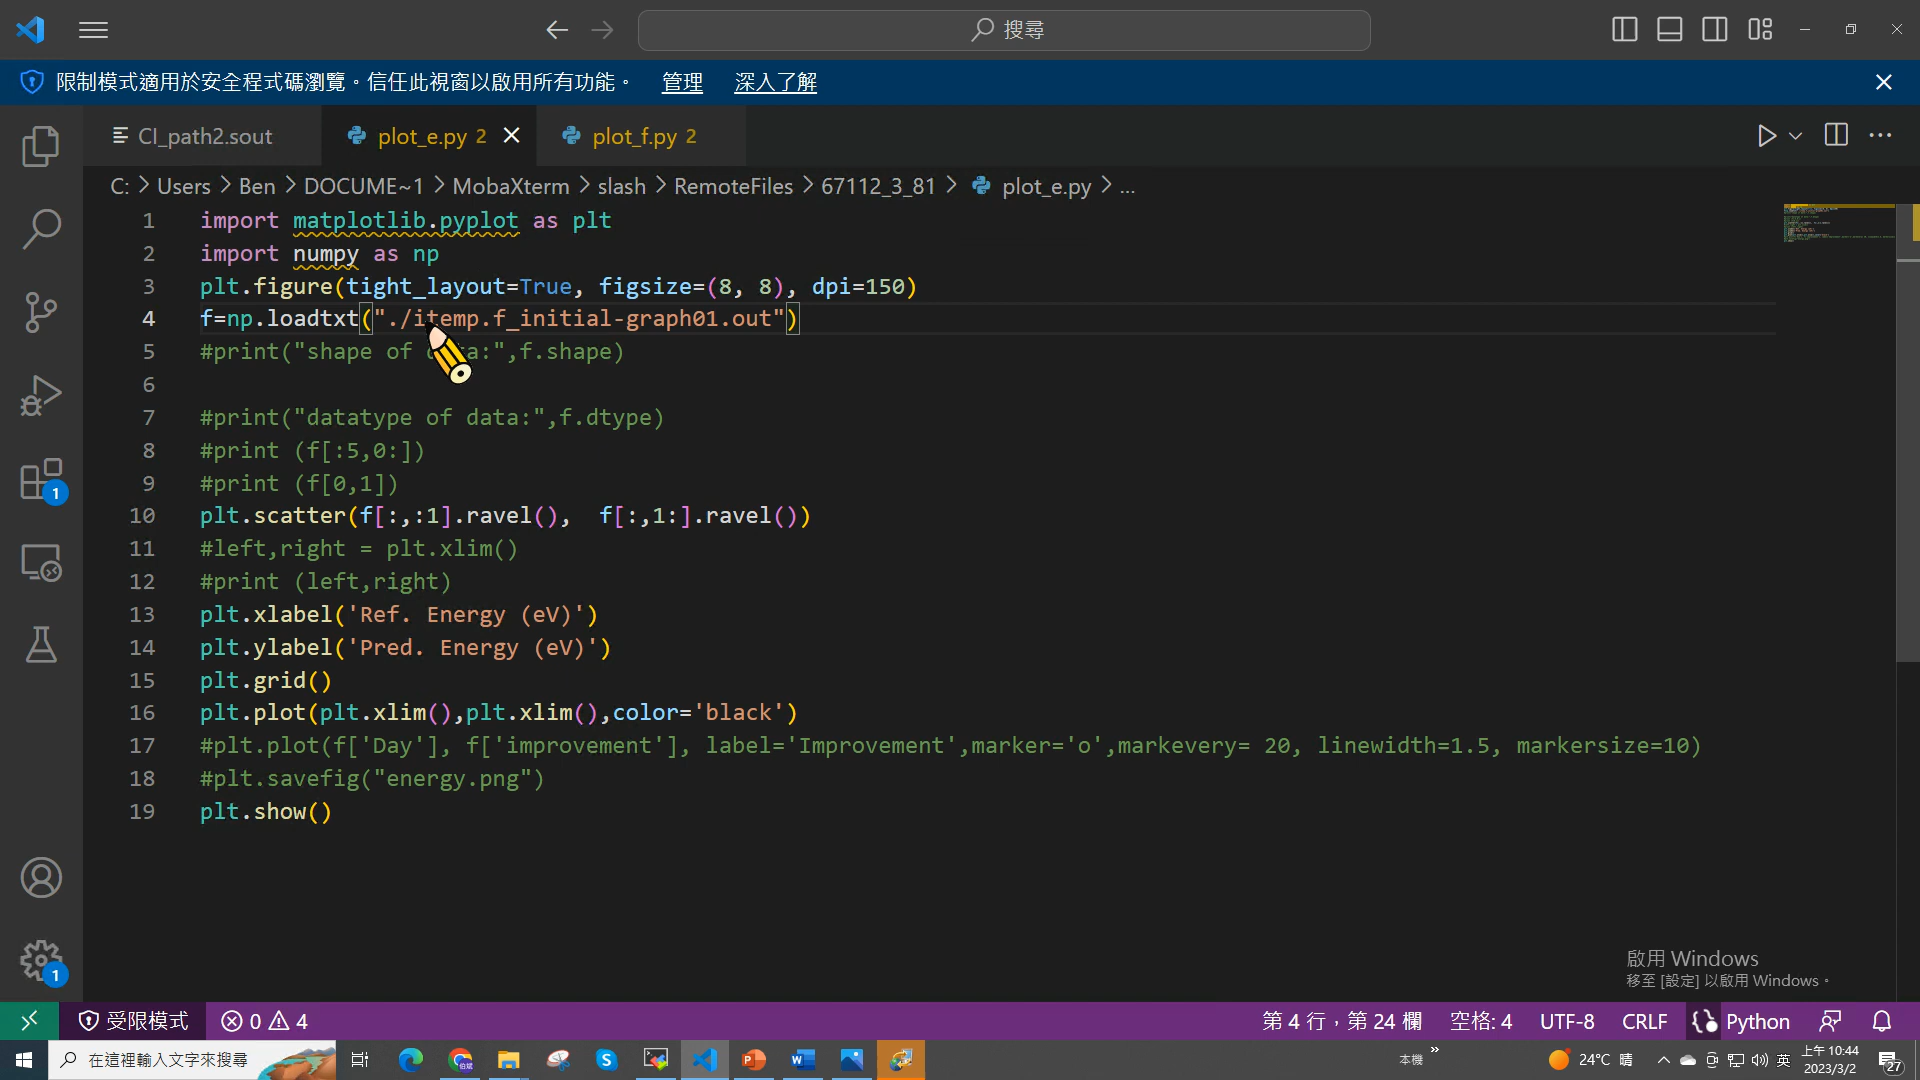 搜尋
限制模式適用於安全程式碼瀏覽。信任此視窗以啟用所有功能。 管理 深入了解
Cl_path2.sout plot_e.py 2 plot_f.py 2
C: > Users > Ben > DOCUME~1 > MobaXterm > slash > RemoteFiles > 67112_3_81 > plot_e.py > ...
1 import matplotlib.pyplot as plt
2 import numpy as np
3 plt.figure(tight_layout=True, figsize=(8, 8), dpi=150)
4 f=np.loadtxt("./itemp.f_initial-graph01.out")
5 #print("shape of data:",f.shape)
6
7 #print("datatype of data:",f.dtype)
8 #print (f[:5,0:])
9 #print (f[0,1])
10 plt.scatter(f[:,:1].ravel(),  f[:,1:].ravel())
11 #left,right = plt.xlim()
12 #print (left,right)
13 plt.xlabel('Ref. Energy (eV)')
14 plt.ylabel('Pred. Energy (eV)')
15 plt.grid()
16 plt.plot(plt.xlim(),plt.xlim(),color='black')
17 #plt.plot(f['Day'], f['improvement'], label='Improvement',marker='o',markevery= 20, linewidth=1.5, markersize=10)
18 #plt.savefig("energy.png")
19 plt.show()
1
1
啟用 Windows
移至 [設定] 以啟用 Windows。
受限模式 0 4 第 4 行，第 24 欄 空格: 4 UTF-8 CRLF Python
在這裡輸入文字來搜尋 本機 24°C 晴 英 上午 10:44
2023/3/2 27